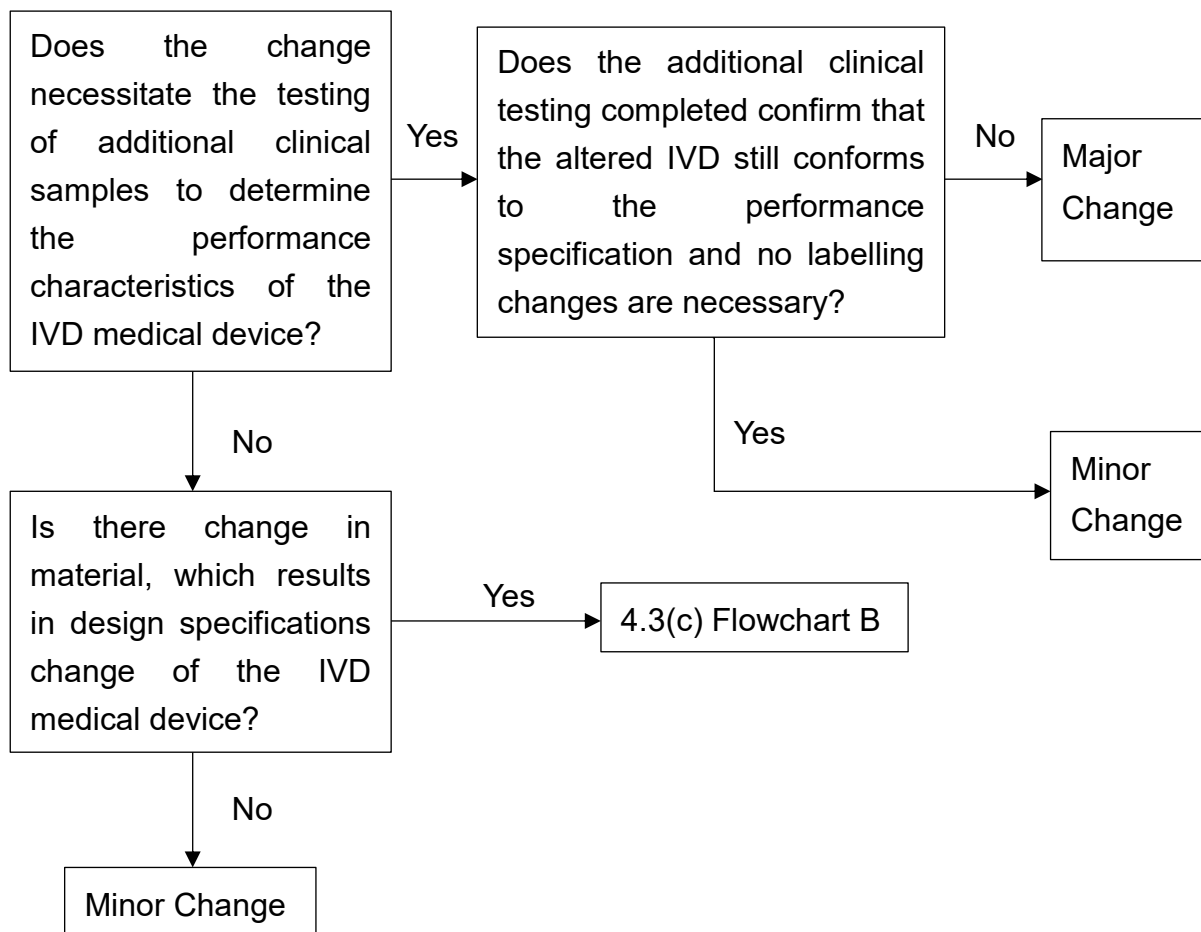 Does the change
necessitate the testing
of additional clinical
samples to determine
the performance
characteristics of the
IVD medical device?
Yes
Does the additional clinical
testing completed confirm that
the altered IVD still conforms
to the performance
specification and no labelling
changes are necessary?
No
Major
Change
Yes
Minor
Change
No
Is there change in
material, which results
in design specifications
change of the IVD
medical device?
Yes
4.3(c) Flowchart B
No
Minor Change